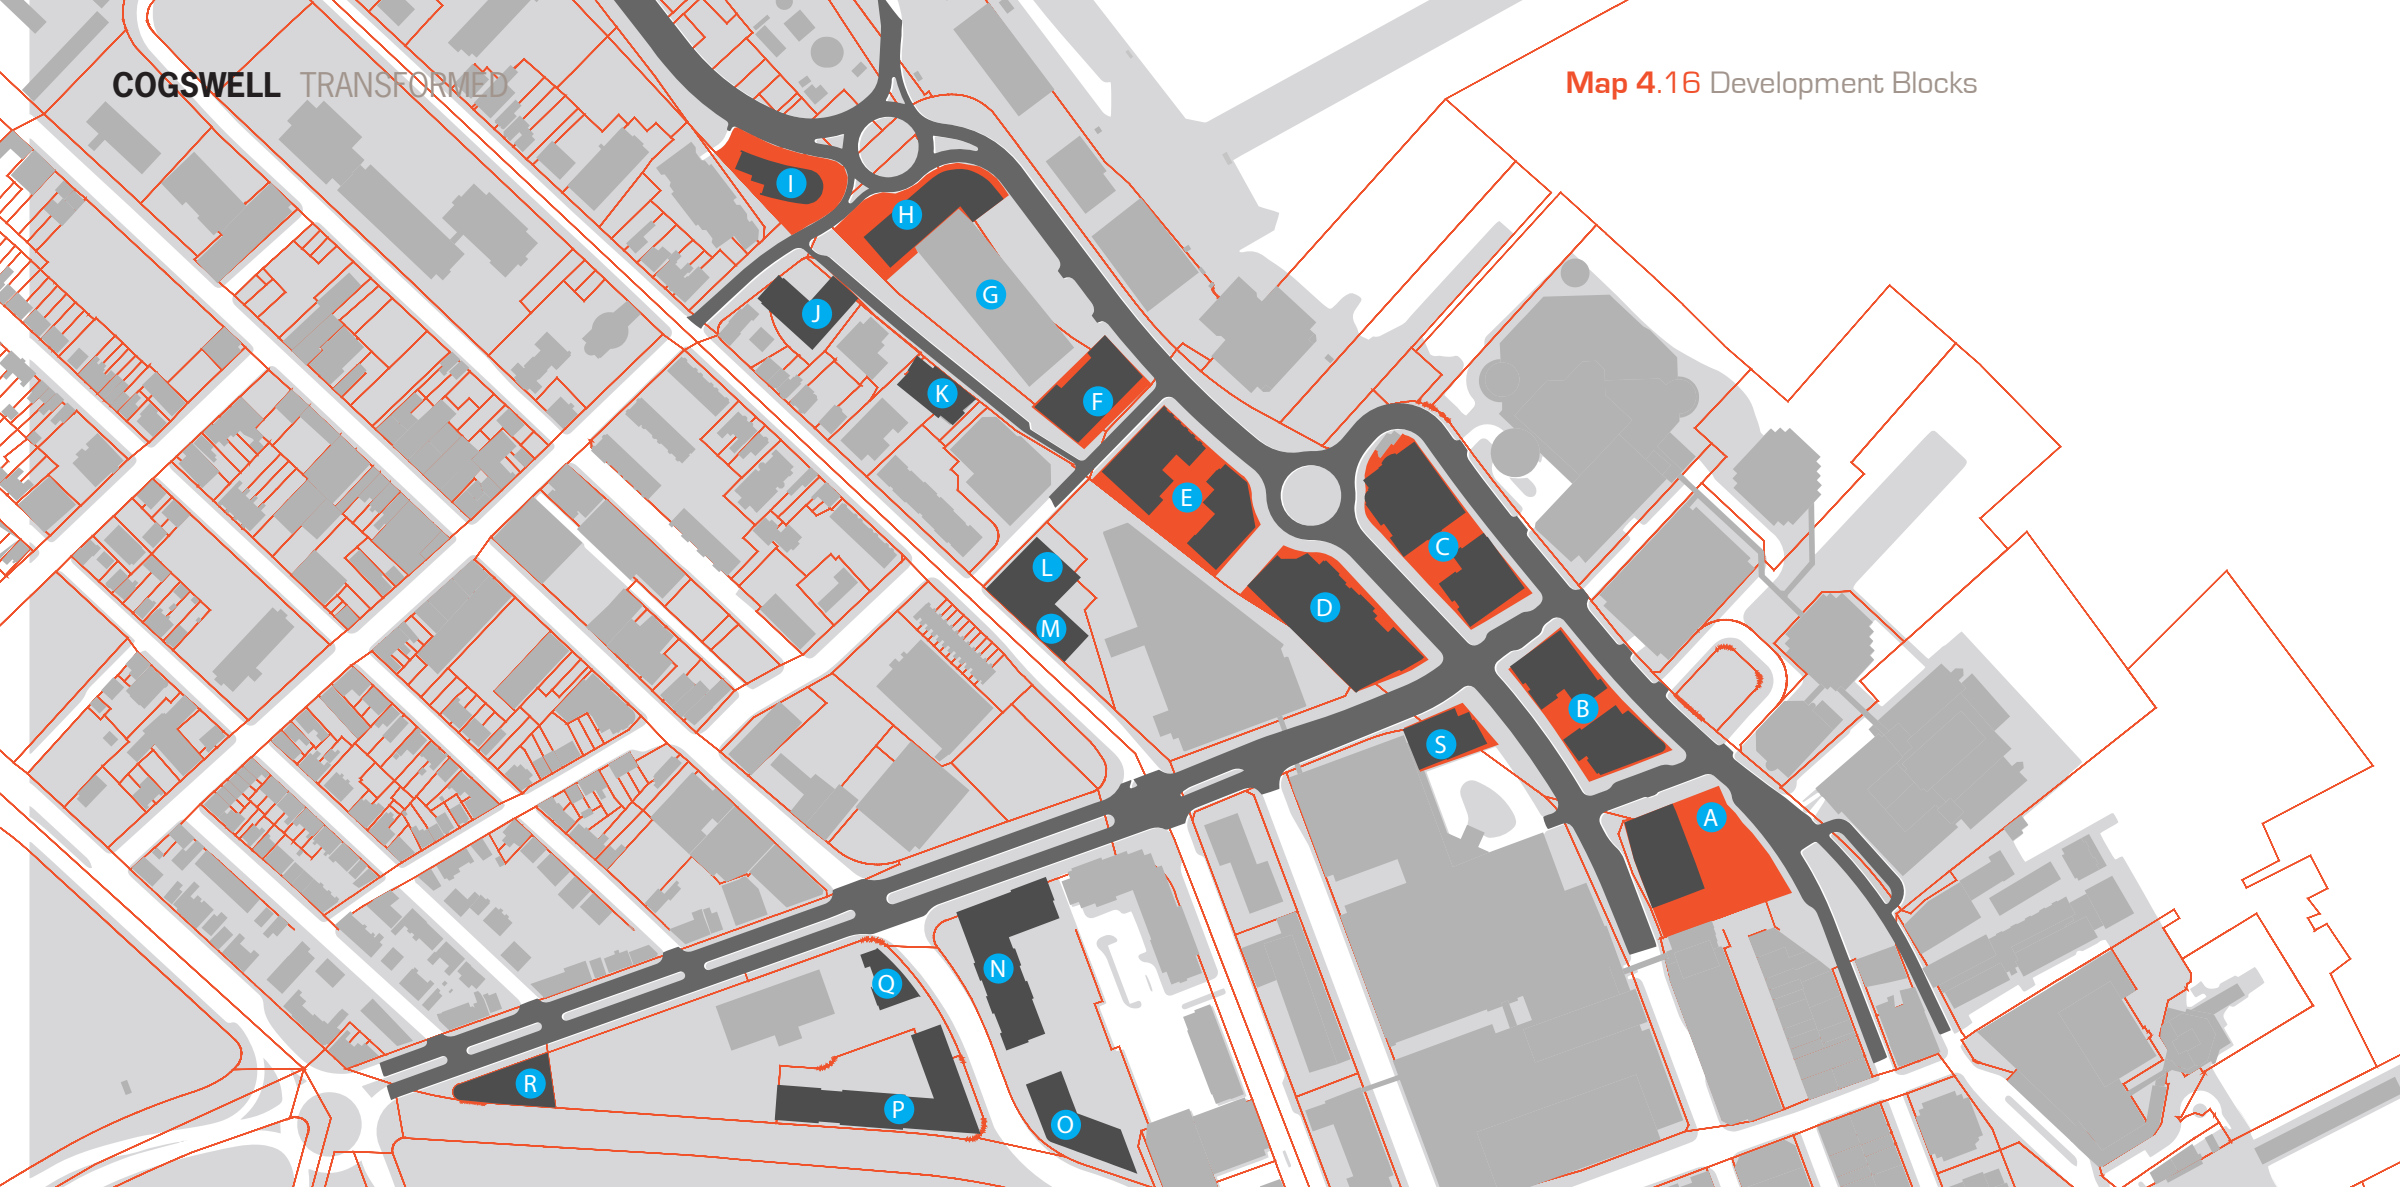 COGSWELL TRANSFORMED
Map 4.16 Development Blocks
I
H
G
J
K
F
E
C
L
D
M
B
S
A
N
Q
R
P
O